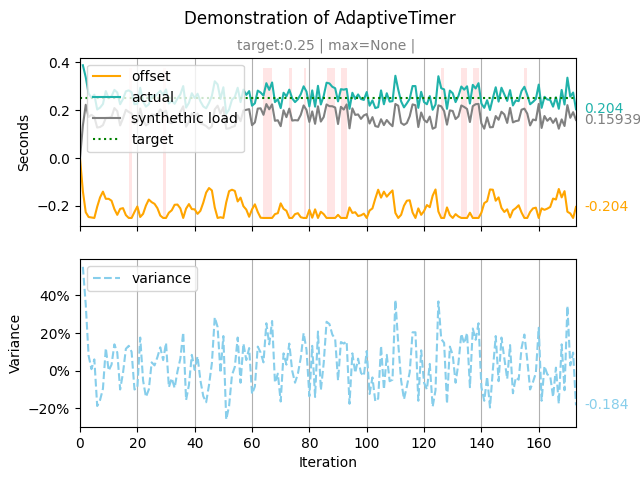 Demonstration of AdaptiveTimer
target:0.25 | max=None |
0.4
0.2
0.0
−0.2
Seconds
offset
actual
synthethic load
target
0.204
0.15939
-0.204
40%
20%
0%
−20%
Variance
variance
-0.184
0 20 40 60 80 100 120 140 160
Iteration